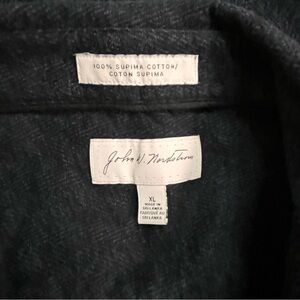 100% SUPIMA COTTON/
COTON SUPIMA
John W. Nordstrom
XL
MADE IN
SRI LANKA
FABRIQUÉ AU
SRI LANKA